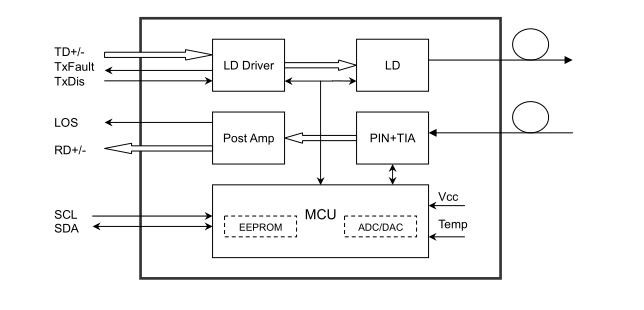 TD+/-
TxFault
TxDis
LD Driver
LD
LOS
RD+/-
Post Amp
PIN+TIA
SCL
SDA
MCU
EEPROM
ADC/DAC
Vcc
Temp